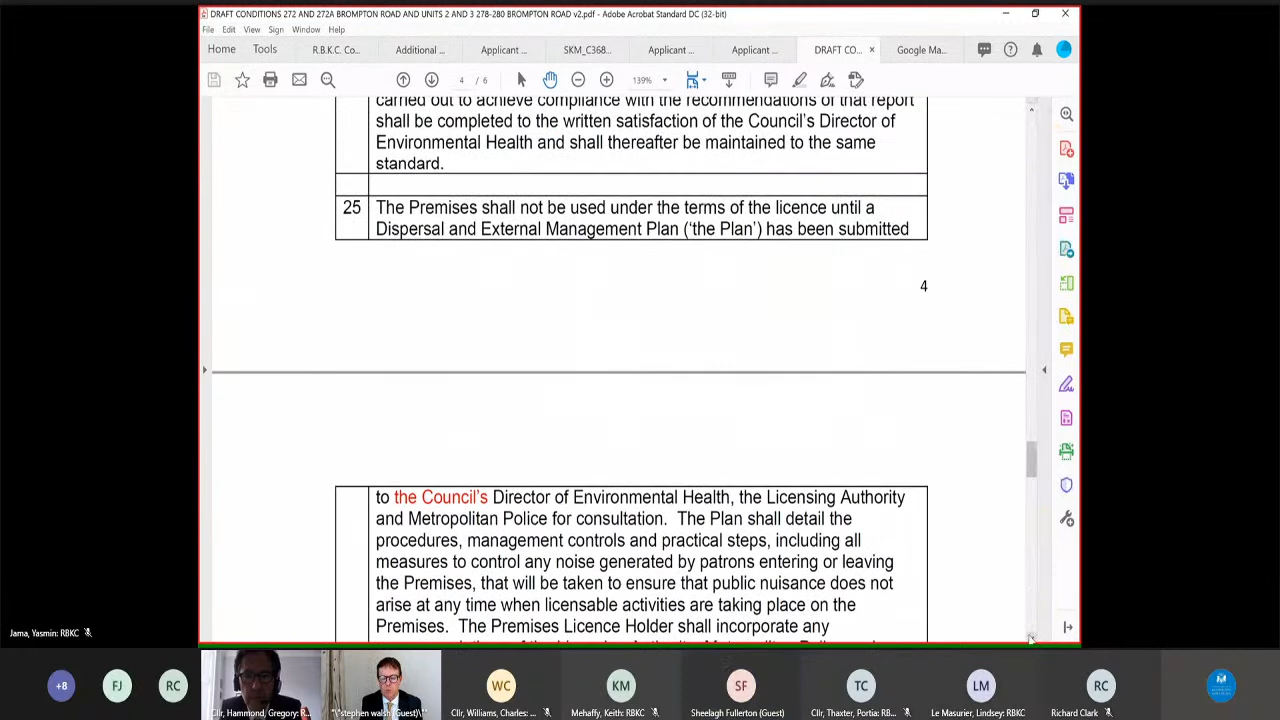 DRAFT CONDITIONS 272 AND 272A BROMPTON ROAD AND UNITS 2 AND 3 278-280 BROMPTON ROAD v2.pdf - Adobe Acrobat Standard DC (32-bit)
File Edit View Sign Window Help
Home Tools R.B.K.C. Co... Additional ... Applicant ... SKM_C368... Applicant ... Applicant ... DRAFT CO... × Google Ma...
4 / 6 139%
carried out to achieve compliance with the recommendations of that report
shall be completed to the written satisfaction of the Council's Director of
Environmental Health and shall thereafter be maintained to the same
standard.
25 The Premises shall not be used under the terms of the licence until a
Dispersal and External Management Plan ('the Plan') has been submitted
4
to the Council's Director of Environmental Health, the Licensing Authority
and Metropolitan Police for consultation. The Plan shall detail the
procedures, management controls and practical steps, including all
measures to control any noise generated by patrons entering or leaving
the Premises, that will be taken to ensure that public nuisance does not
arise at any time when licensable activities are taking place on the
Premises. The Premises Licence Holder shall incorporate any
Jama, Yasmin: RBKC
+8 FJ RC WC KM SF TC LM RC
Cllr, Hammond, Gregory: R... "\"stephen walsh (Guest)\"" Cllr, Williams, Charles: ... Mehaffy, Keith: RBKC Sheelagh Fullerton (Guest) Cllr, Thaxter, Portia: RB... Le Masurier, Lindsey: RBKC Richard Clark